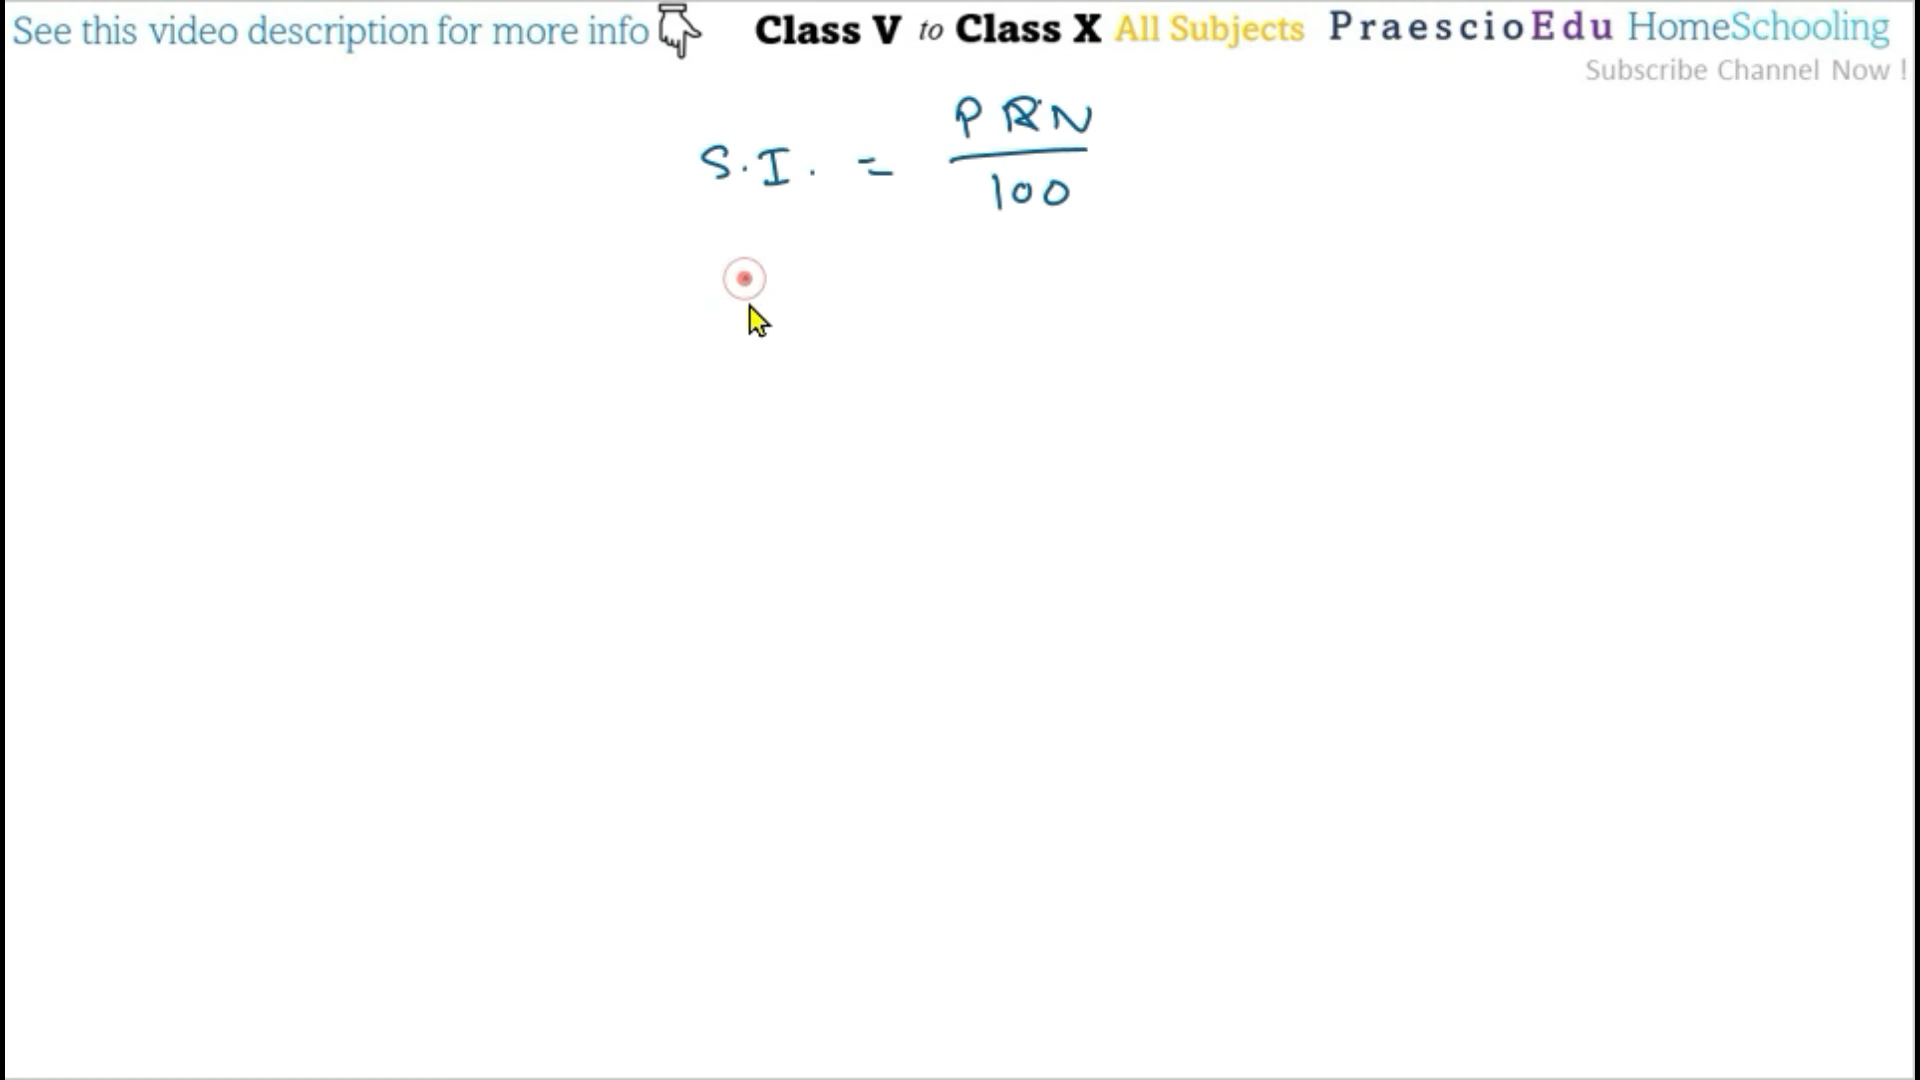 See this video description for more info Class V to Class X All Subjects PraescioEdu HomeSchooling
Subscribe Channel Now !
S.I. = PRN / 100